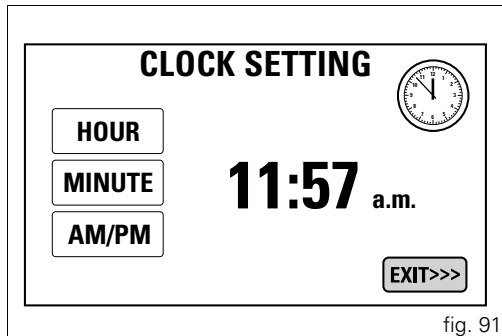 CLOCK SETTING
HOUR
MINUTE
11:57 a.m.
AM/PM
EXIT>>>
fig. 91